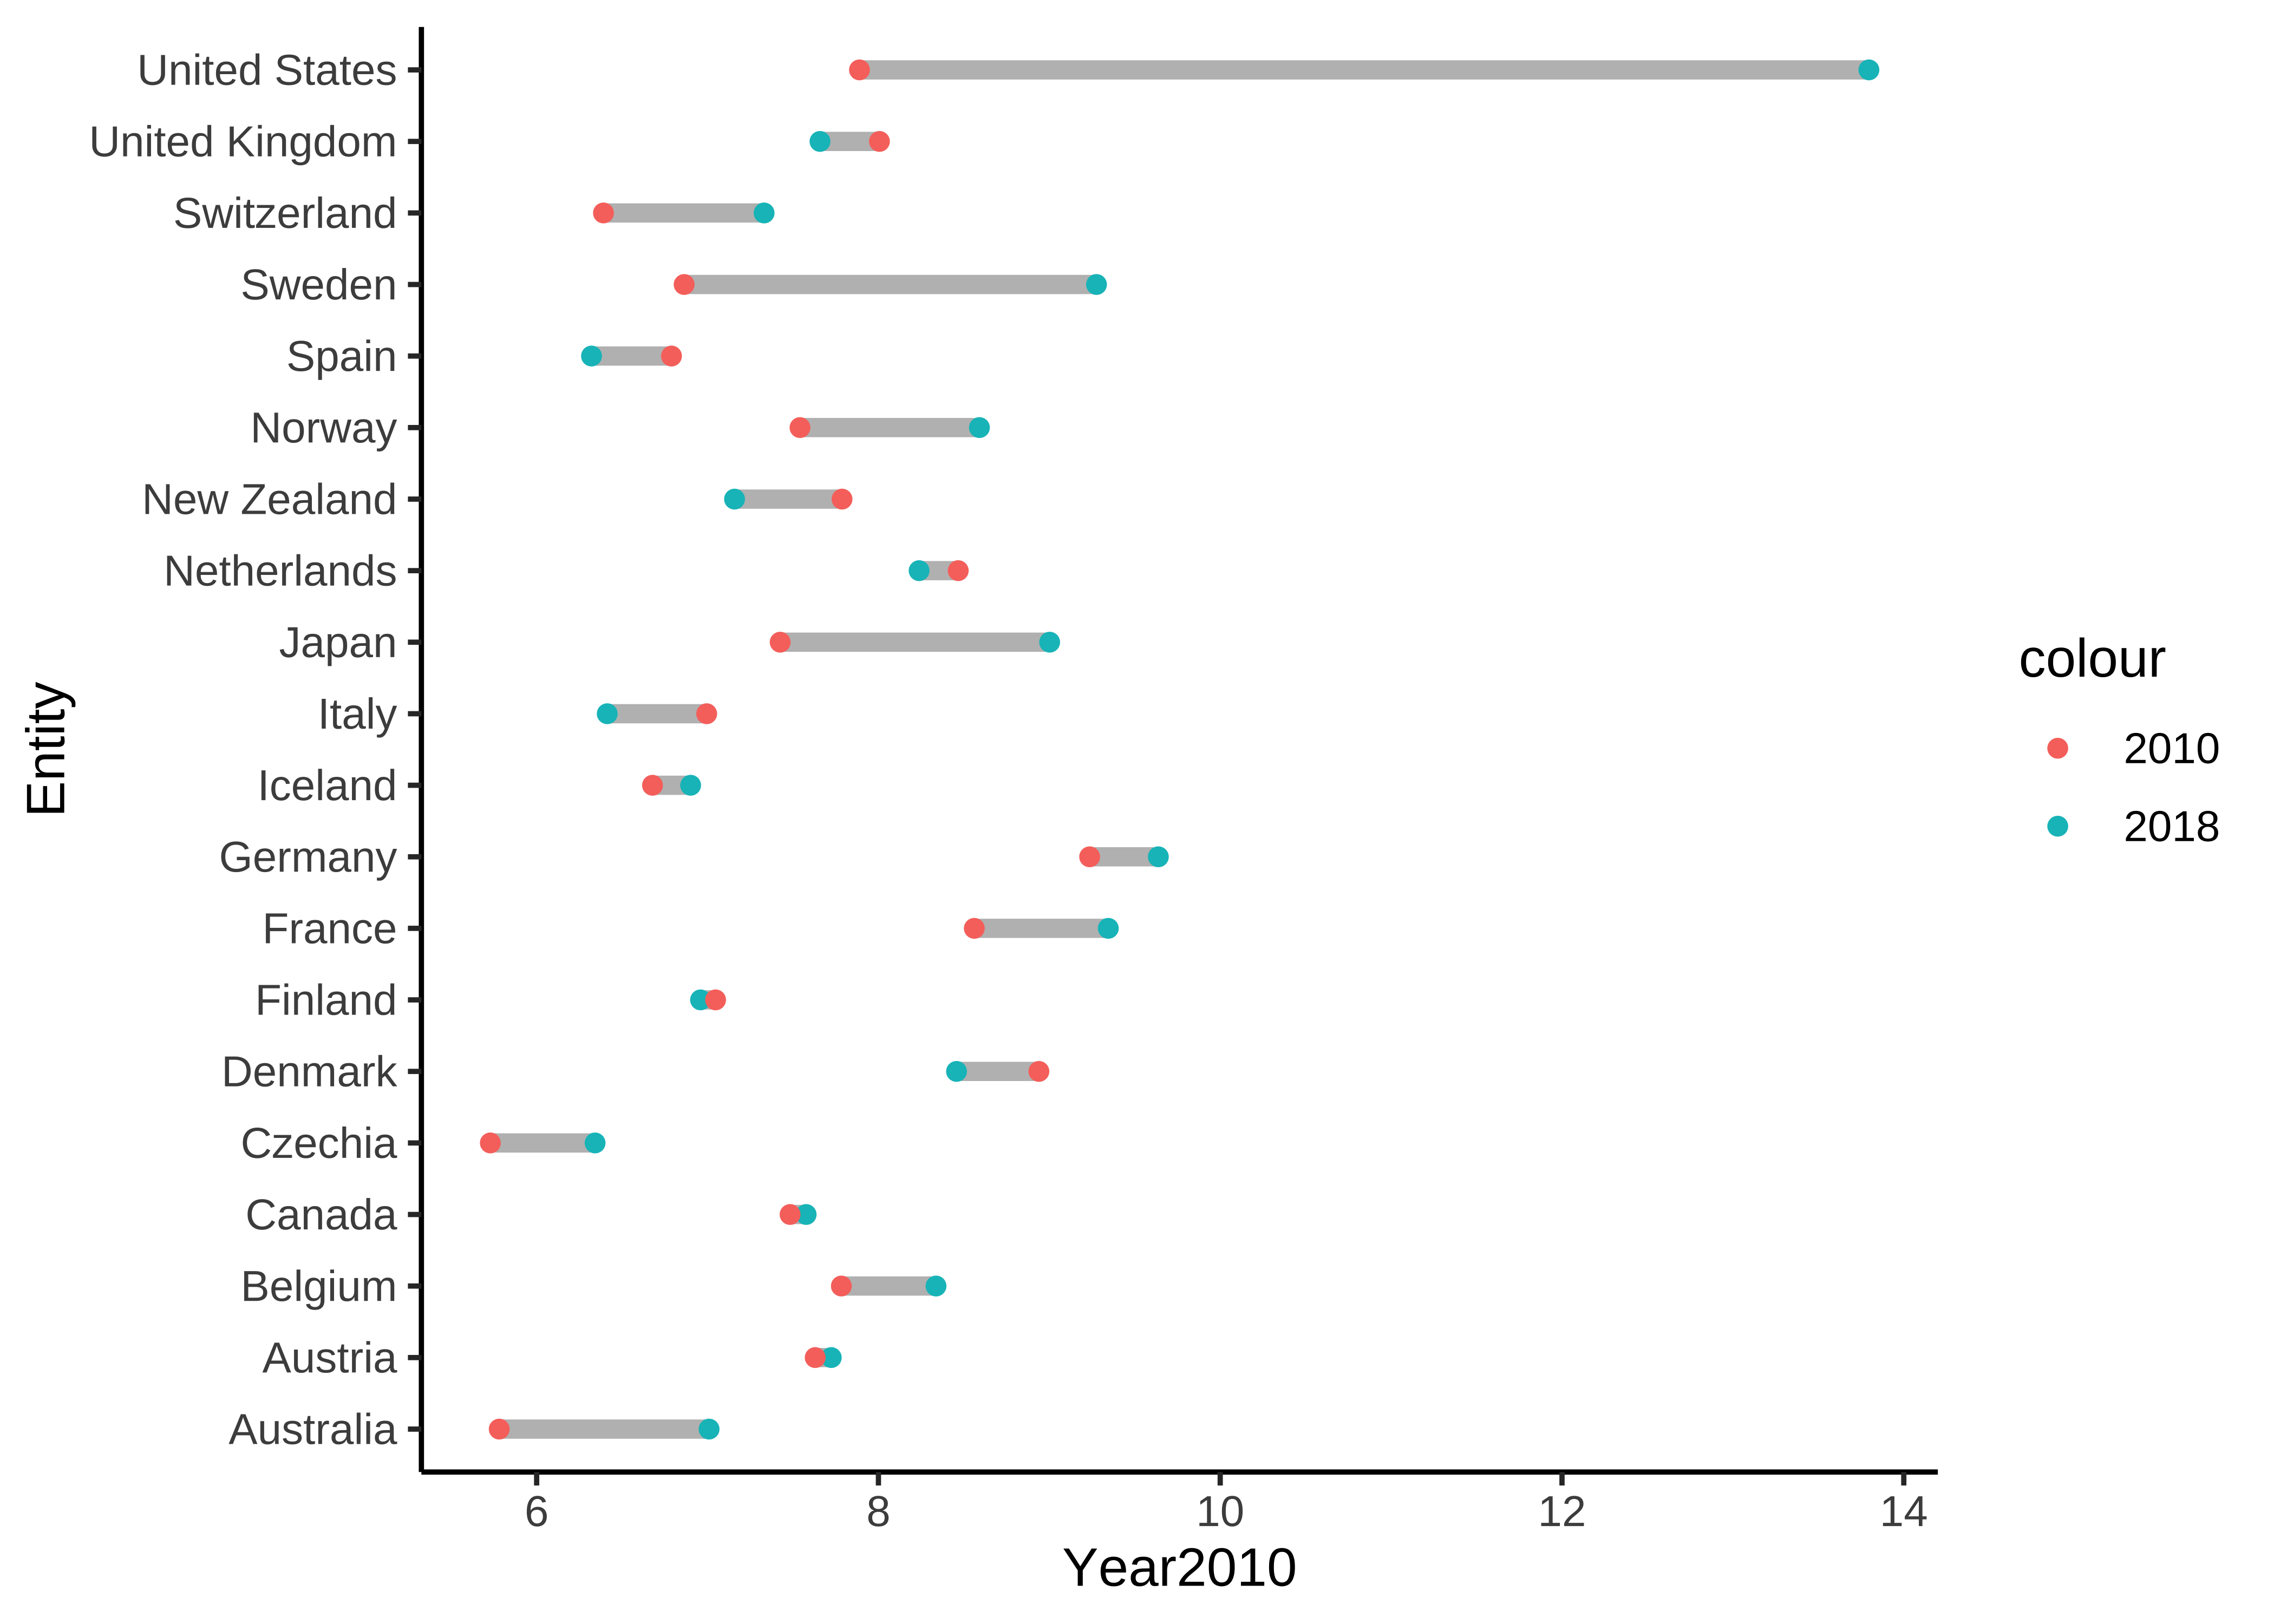 United States
United Kingdom
Switzerland
Sweden
Spain
Norway
New Zealand
Netherlands
Japan
Italy
Iceland
Germany
France
Finland
Denmark
Czechia
Canada
Belgium
Austria
Australia
Entity
6 8 10 12 14
Year2010
colour
2010
2018